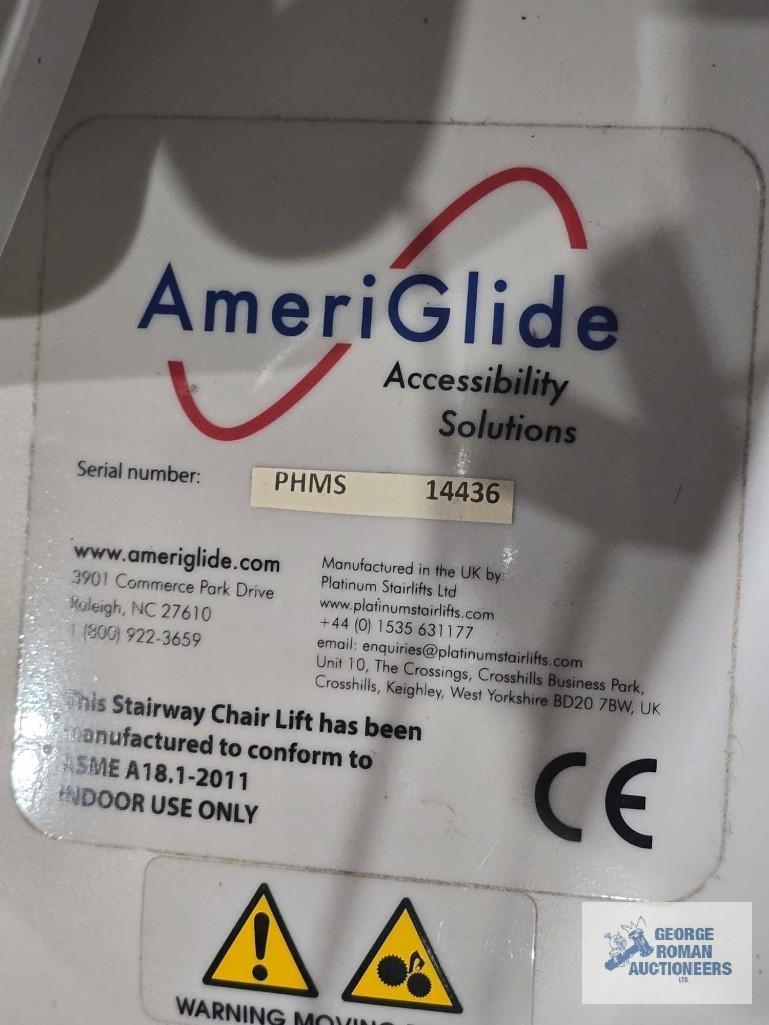 AmeriGlide
Accessibility
Solutions
Serial number:
PHMS 14436
www.ameriglide.com
3901 Commerce Park Drive
Raleigh, NC 27610
1 (800) 922-3659
Manufactured in the UK by:
Platinum Stairlifts Ltd
www.platinumstairlifts.com
+44 (0) 1535 631177
email: enquiries@platinumstairlifts.com
Unit 10, The Crossings, Crosshills Business Park,
Crosshills, Keighley, West Yorkshire BD20 7BW, UK
This Stairway Chair Lift has been
manufactured to conform to
ASME A18.1-2011
INDOOR USE ONLY
CE
WARNING MOVING
GEORGE
ROMAN
AUCTIONEERS
LTD.